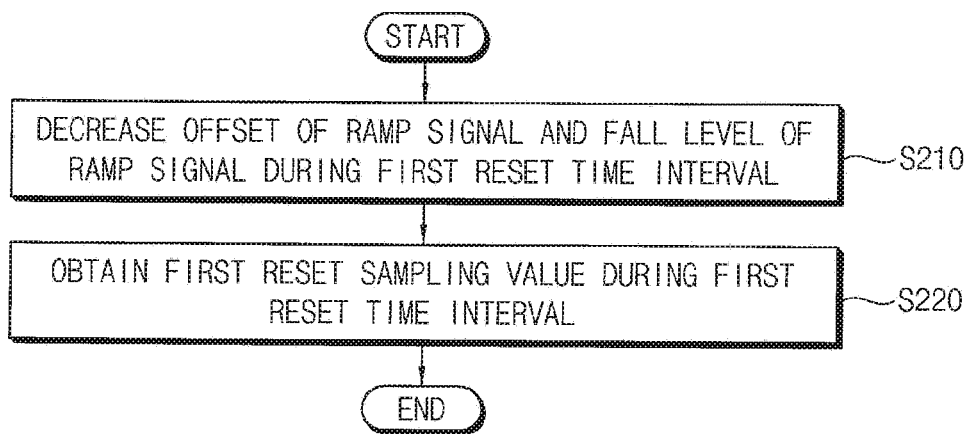 START
DECREASE OFFSET OF RAMP SIGNAL AND FALL LEVEL OF
RAMP SIGNAL DURING FIRST RESET TIME INTERVAL
S210
OBTAIN FIRST RESET SAMPLING VALUE DURING FIRST
RESET TIME INTERVAL
S220
END